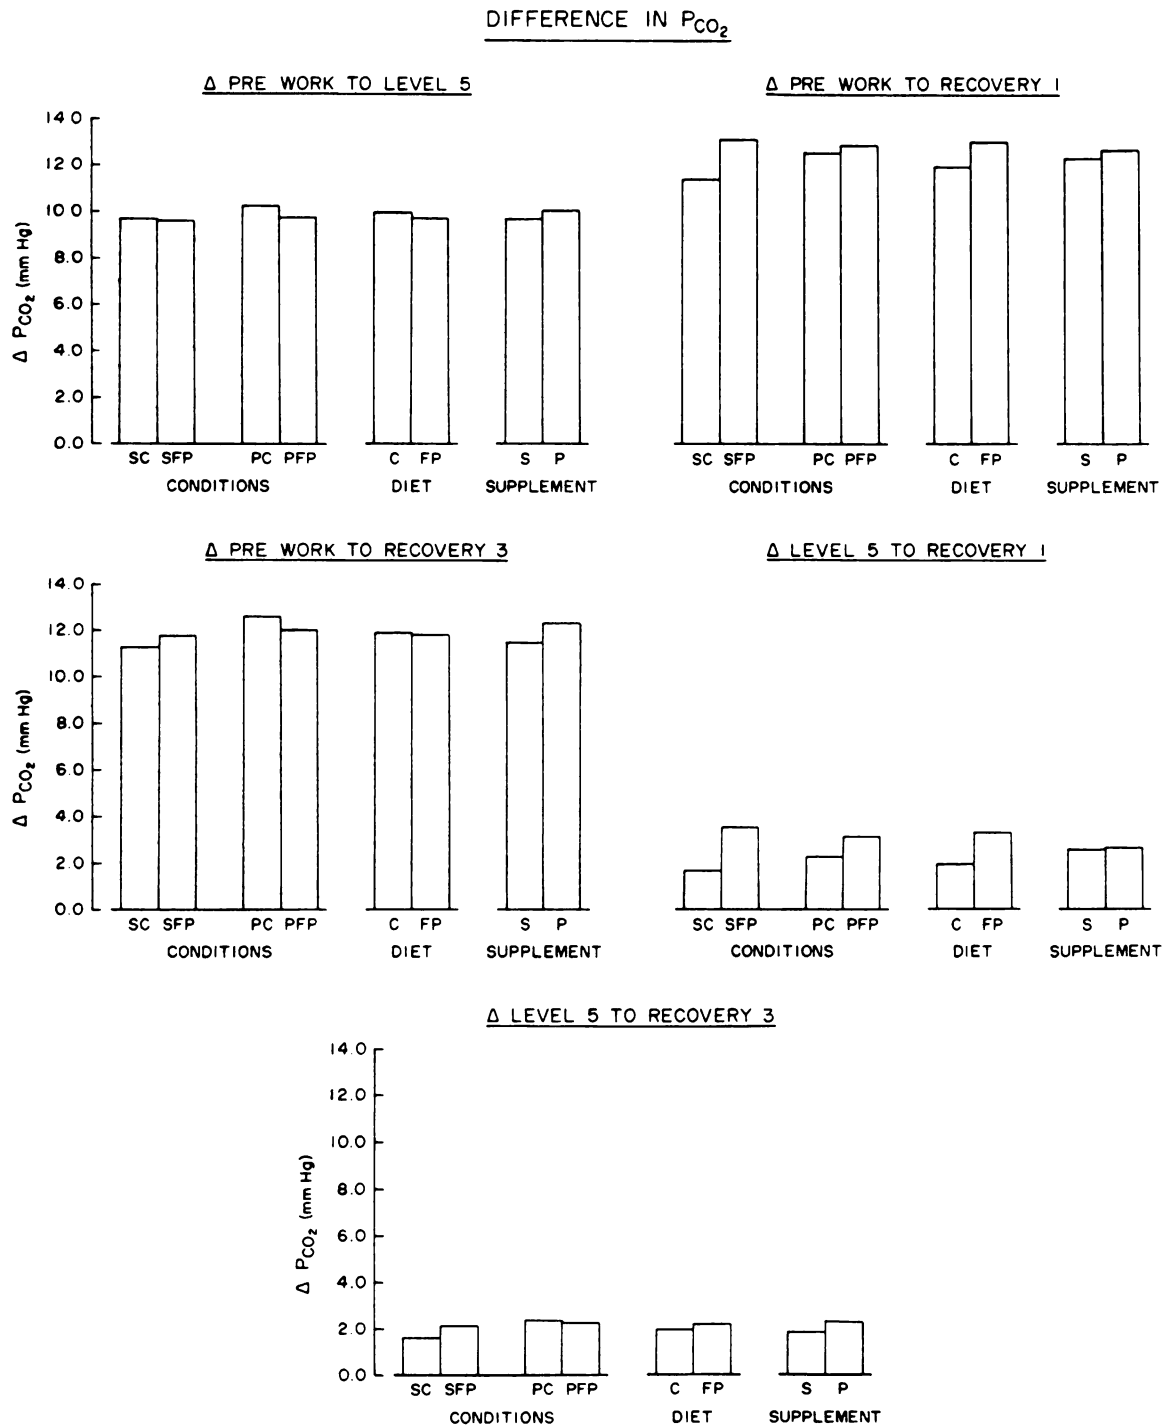 DIFFERENCE IN PCO2
Δ PRE WORK TO LEVEL 5
Δ PRE WORK TO RECOVERY 1
Δ PCO2 (mm Hg)
14.0
12.0
10.0
8.0
6.0
4.0
2.0
0.0
SC SFP PC PFP C FP S P
CONDITIONS DIET SUPPLEMENT
SC SFP PC PFP C FP S P
CONDITIONS DIET SUPPLEMENT
Δ PRE WORK TO RECOVERY 3
Δ LEVEL 5 TO RECOVERY 1
Δ PCO2 (mm Hg)
14.0
12.0
10.0
8.0
6.0
4.0
2.0
0.0
SC SFP PC PFP C FP S P
CONDITIONS DIET SUPPLEMENT
SC SFP PC PFP C FP S P
CONDITIONS DIET SUPPLEMENT
Δ LEVEL 5 TO RECOVERY 3
Δ PCO2 (mm Hg)
14.0
12.0
10.0
8.0
6.0
4.0
2.0
0.0
SC SFP PC PFP C FP S P
CONDITIONS DIET SUPPLEMENT